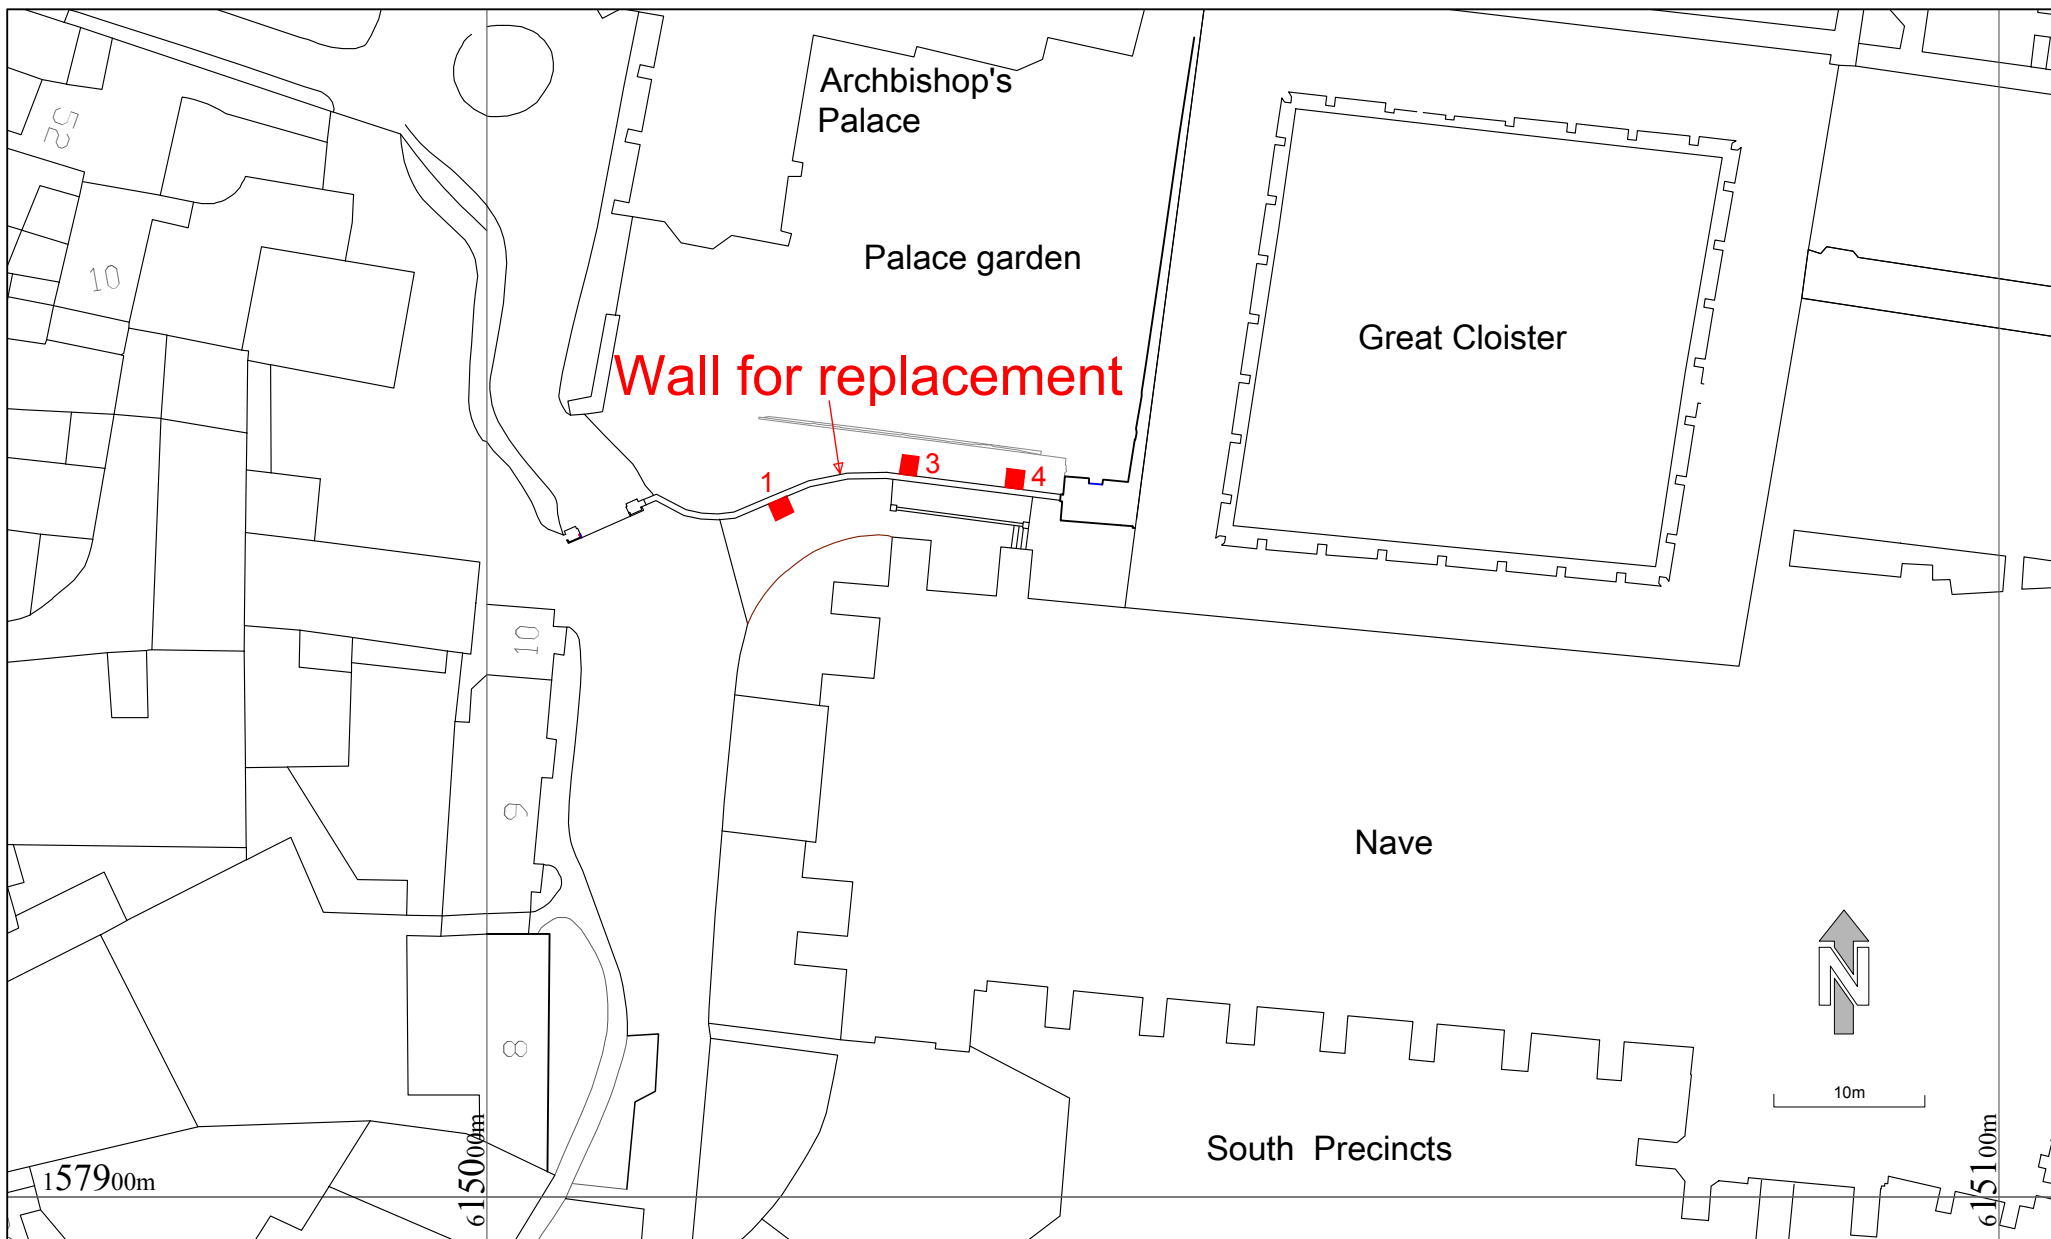 Archbishop's
Palace
52
Palace garden
10
Great Cloister
Wall for replacement
3
4
1
10
9
Nave
N
8
10m
South Precincts
157900m
615000m
615100m